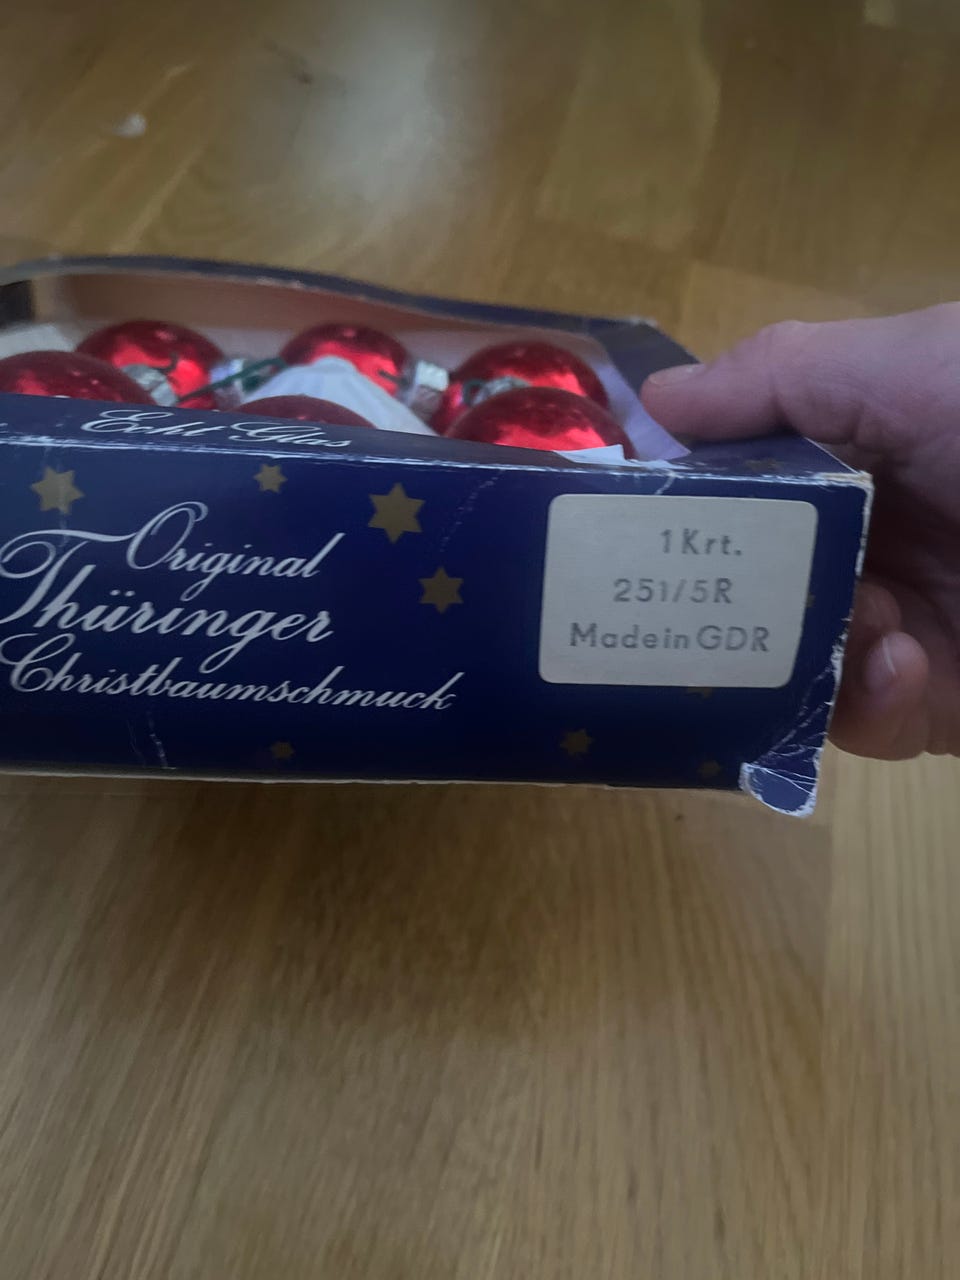 Echt Glas
Original
Thüringer
Christbaumschmuck
1 Krt.
251/5R
Made in GDR